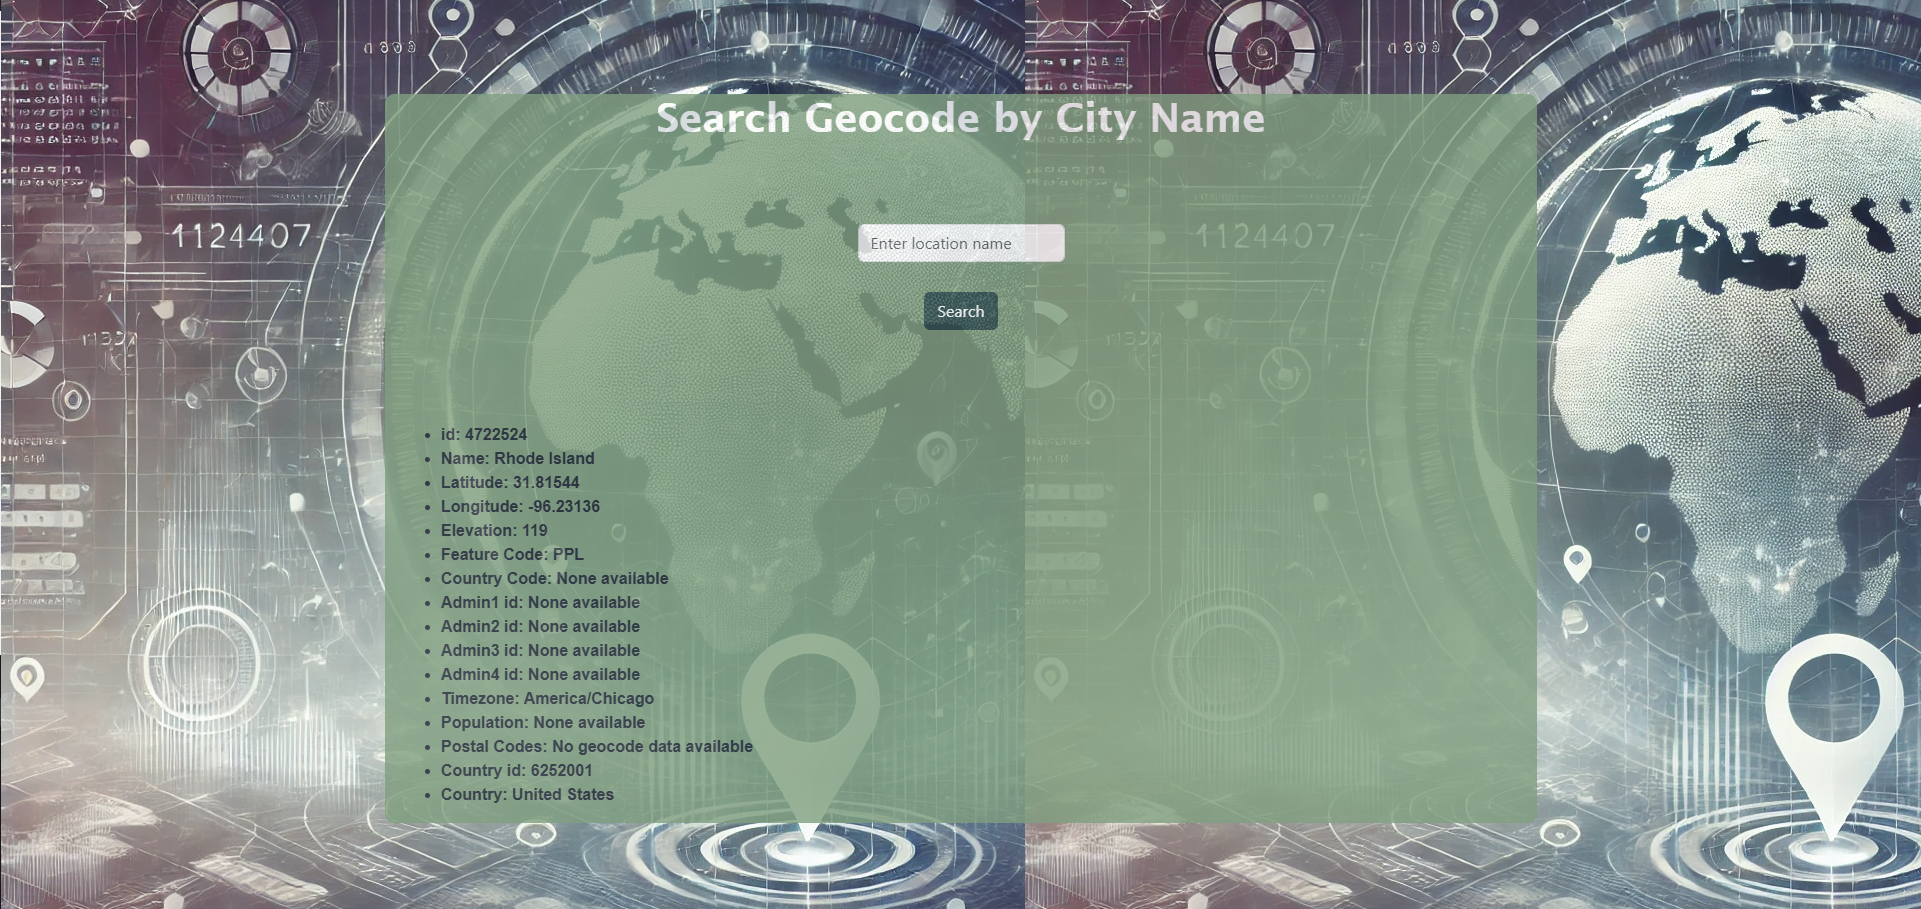 1124407
Search Geocode by City Name
1124407
Enter location name
Search
id: 4722524
Name: Rhode Island
Latitude: 31.81544
Longitude: -96.23136
Elevation: 119
Feature Code: PPL
Country Code: None available
Admin1 id: None available
Admin2 id: None available
Admin3 id: None available
Admin4 id: None available
Timezone: America/Chicago
Population: None available
Postal Codes: No geocode data available
Country id: 6252001
Country: United States